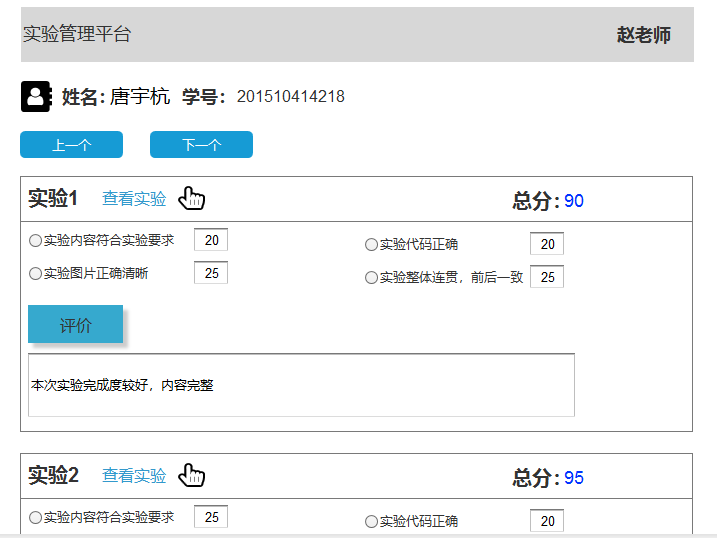 实验管理平台 赵老师
姓名：唐宇杭 学号： 201510414218
上一个 下一个
实验1 查看实验 总分：90
实验内容符合实验要求 20 实验代码正确 20
实验图片正确清晰 25 实验整体连贯，前后一致 25
评价
本次实验完成度较好，内容完整
实验2 查看实验 总分：95
实验内容符合实验要求 25 实验代码正确 20